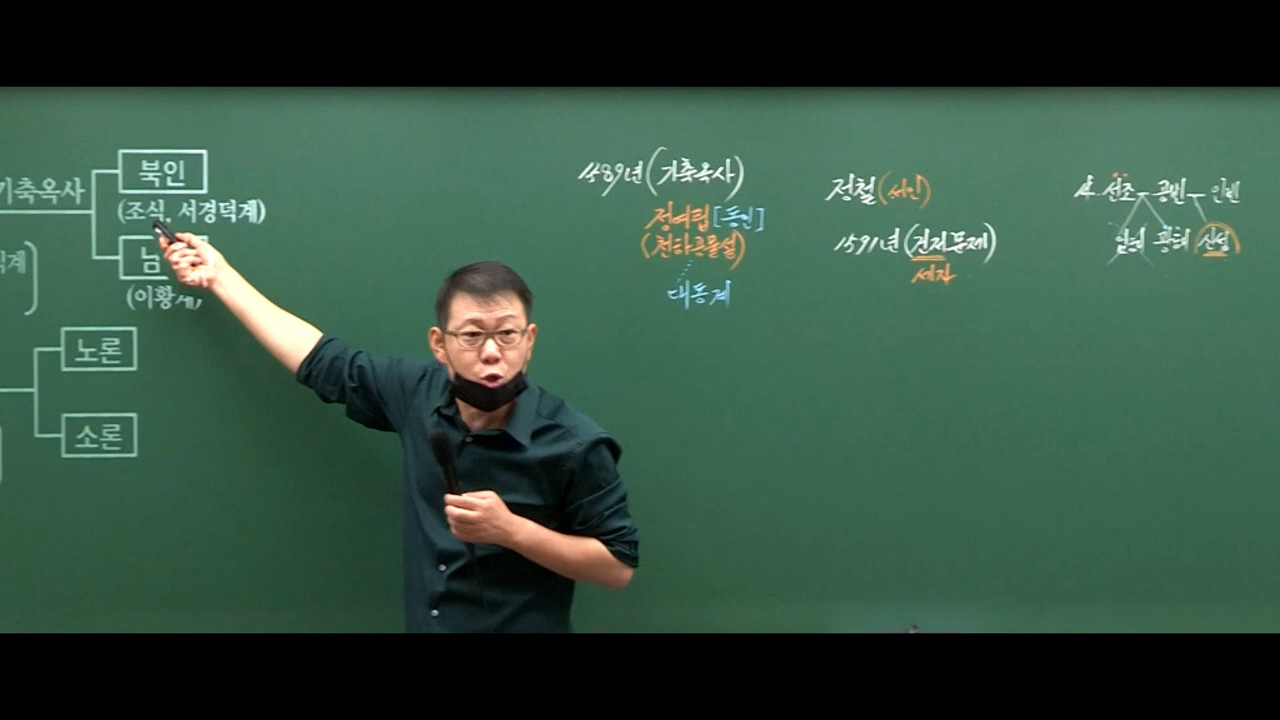 기축옥사
북인
(조식, 서경덕계)
남
(이황계)
노론
소론
1589년(기축옥사)
정여립[동인]
(천하공물설)
대동계
정철(서인)
1591년(건저문제)
세자
14. 선조 공빈 인빈
임해 광해 신성